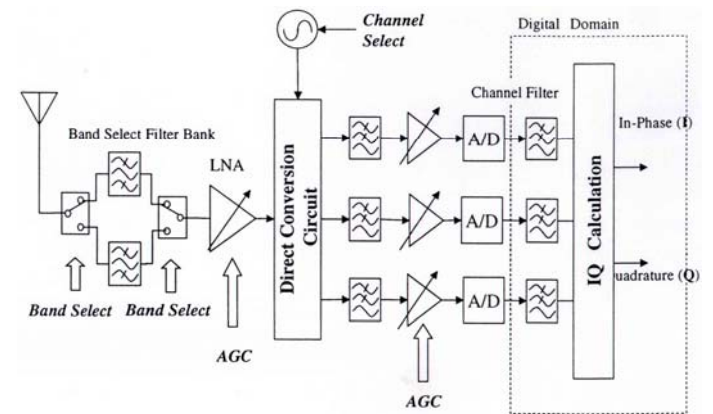 Channel
Select
Digital Domain
Channel Filter
Band Select Filter Bank
LNA
Direct Conversion
Circuit
A/D
A/D
A/D
IQ Calculation
In-Phase (I)
uadrature (Q)
Band Select
Band Select
AGC
AGC